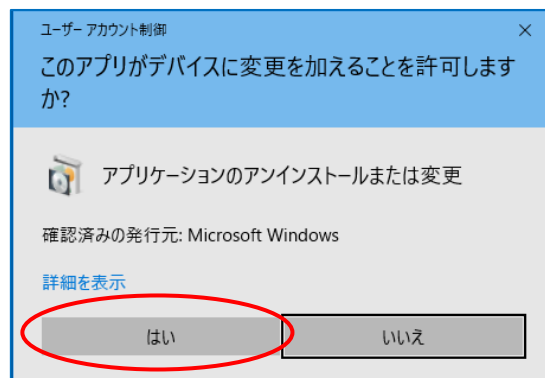 ユーザー アカウント制御
このアプリがデバイスに変更を加えることを許可します
か?
アプリケーションのアンインストールまたは変更
確認済みの発行元: Microsoft Windows
詳細を表示
はい
いいえ